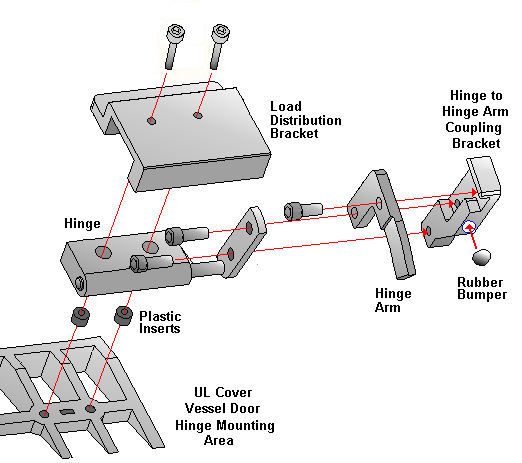 Load
Distribution
Bracket
Hinge to
Hinge Arm
Coupling
Bracket
Hinge
Plastic
Inserts
Hinge
Arm
Rubber
Bumper
UL Cover
Vessel Door
Hinge Mounting
Area